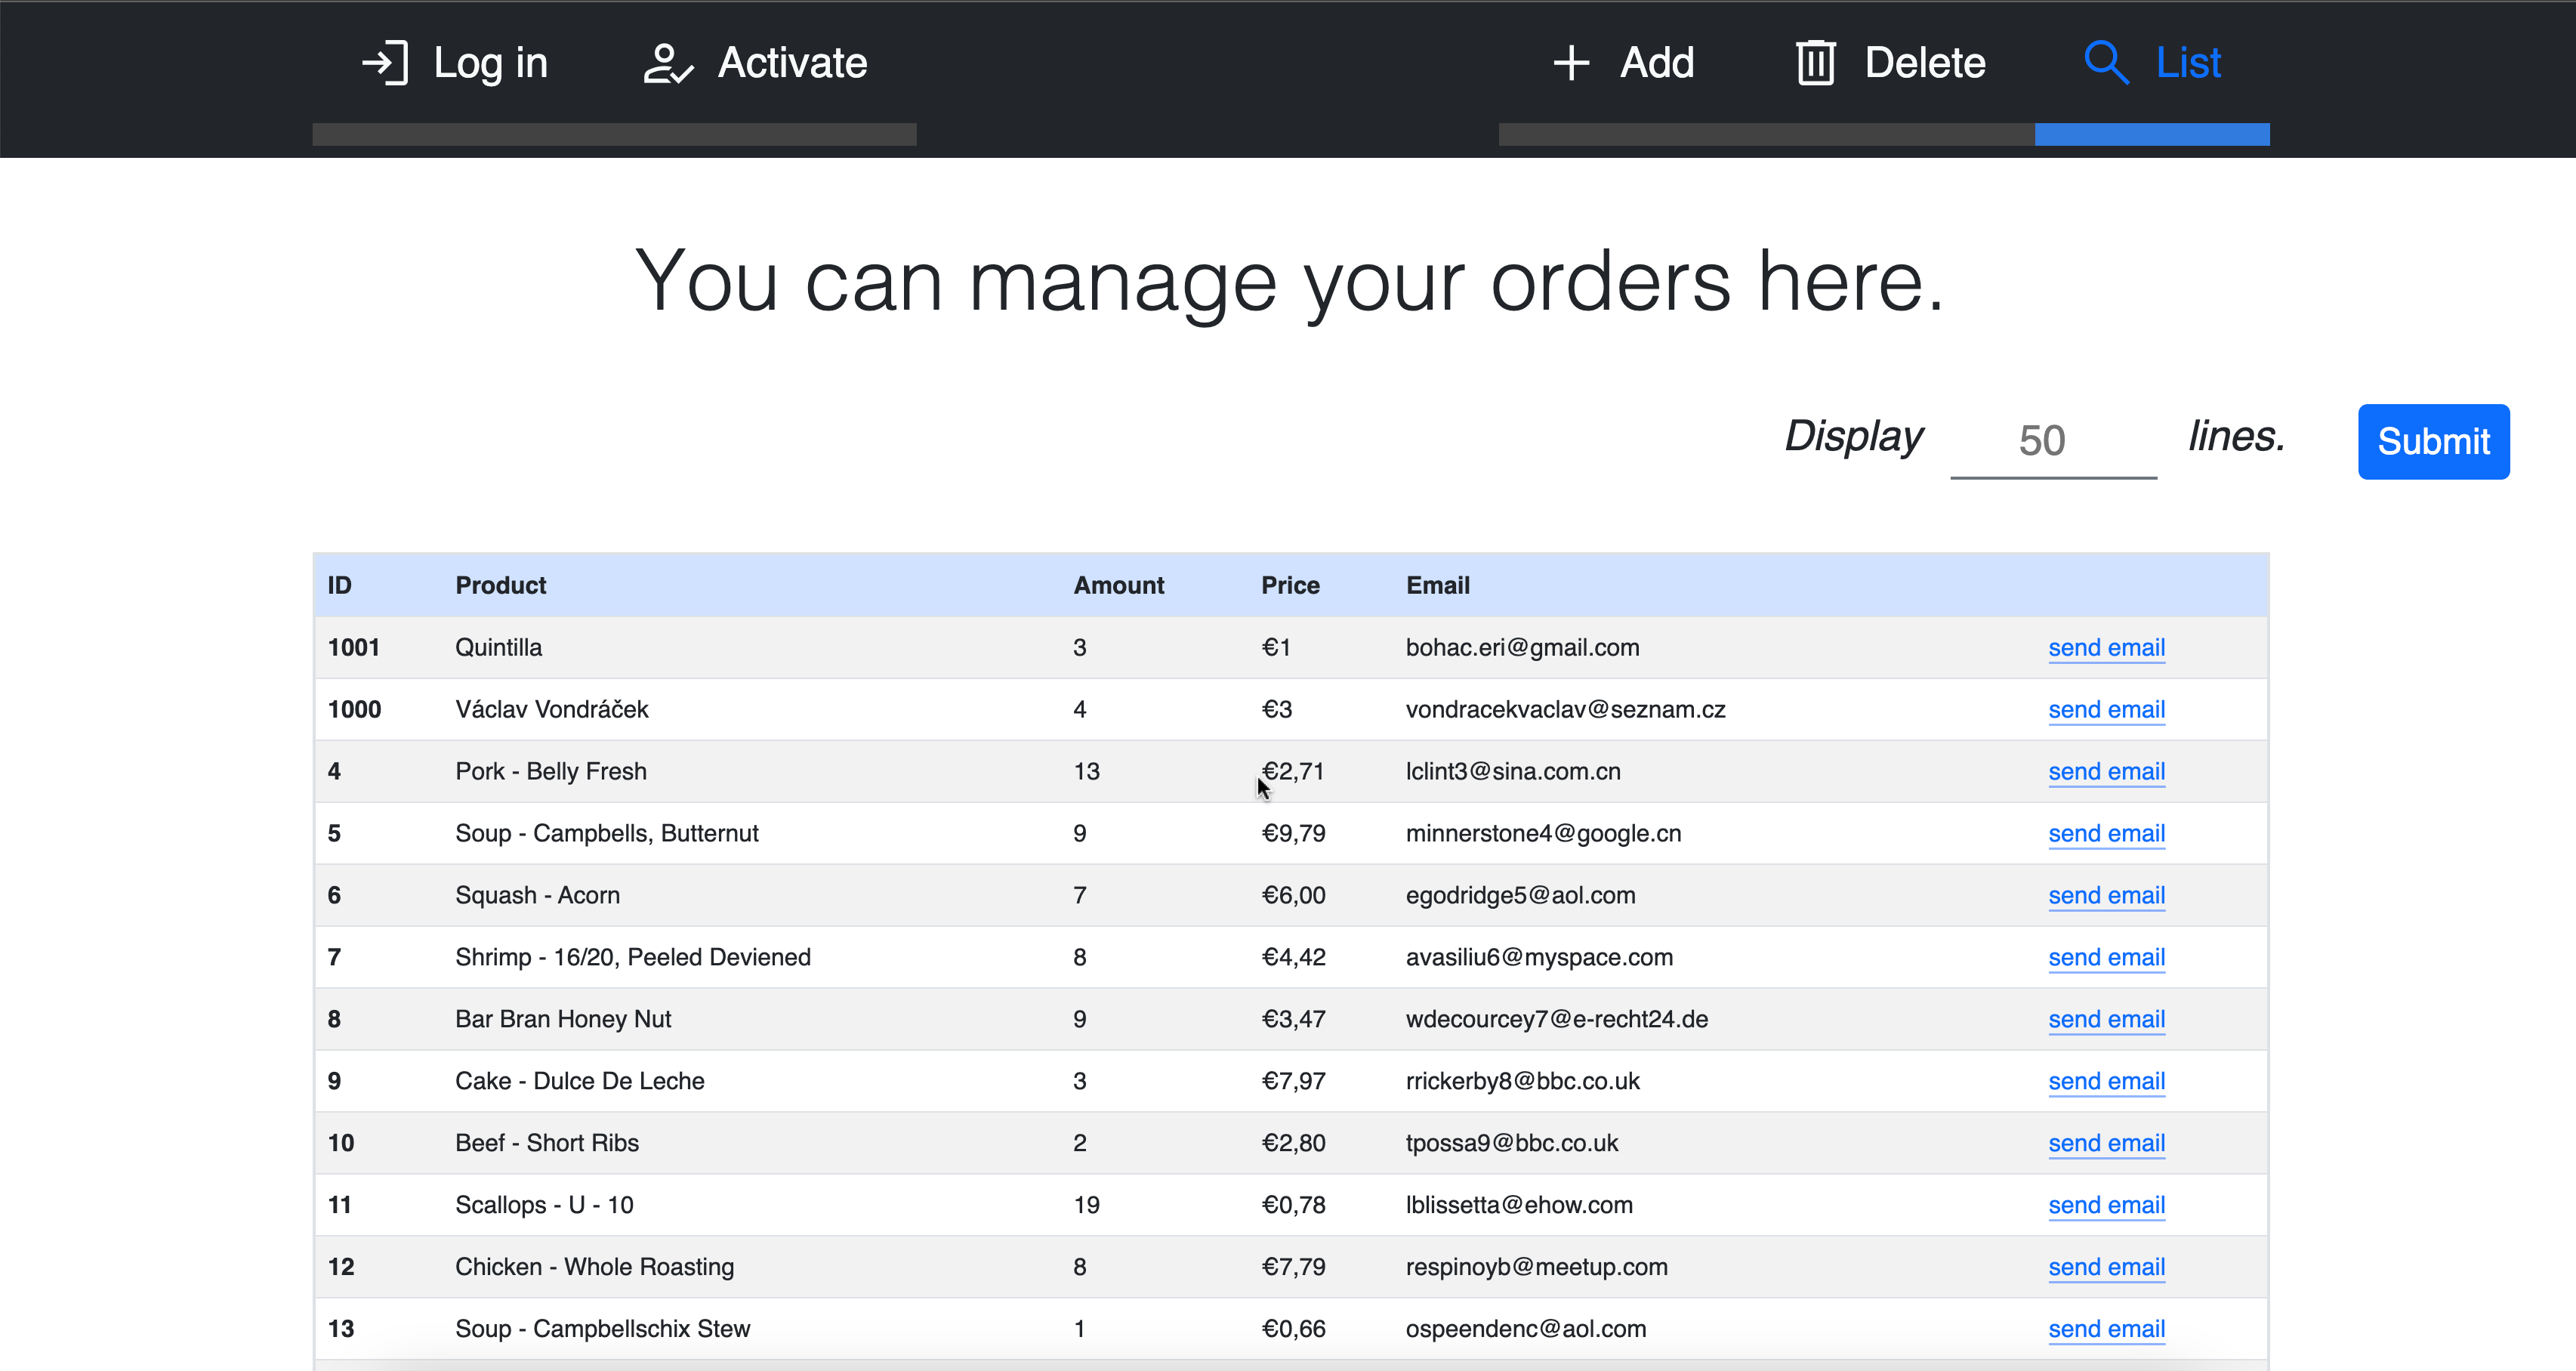 Log in Activate Add Delete List
You can manage your orders here.
Display 50 lines. Submit
ID Product Amount Price Email
1001 Quintilla 3 €1 bohac.eri@gmail.com send email
1000 Václav Vondráček 4 €3 vondracekvaclav@seznam.cz send email
4 Pork - Belly Fresh 13 €2,71 lclint3@sina.com.cn send email
5 Soup - Campbells, Butternut 9 €9,79 minnerstone4@google.cn send email
6 Squash - Acorn 7 €6,00 egodridge5@aol.com send email
7 Shrimp - 16/20, Peeled Deviened 8 €4,42 avasiliu6@myspace.com send email
8 Bar Bran Honey Nut 9 €3,47 wdecourcey7@e-recht24.de send email
9 Cake - Dulce De Leche 3 €7,97 rrickerby8@bbc.co.uk send email
10 Beef - Short Ribs 2 €2,80 tpossa9@bbc.co.uk send email
11 Scallops - U - 10 19 €0,78 lblissetta@ehow.com send email
12 Chicken - Whole Roasting 8 €7,79 respinoyb@meetup.com send email
13 Soup - Campbellschix Stew 1 €0,66 ospeendenc@aol.com send email